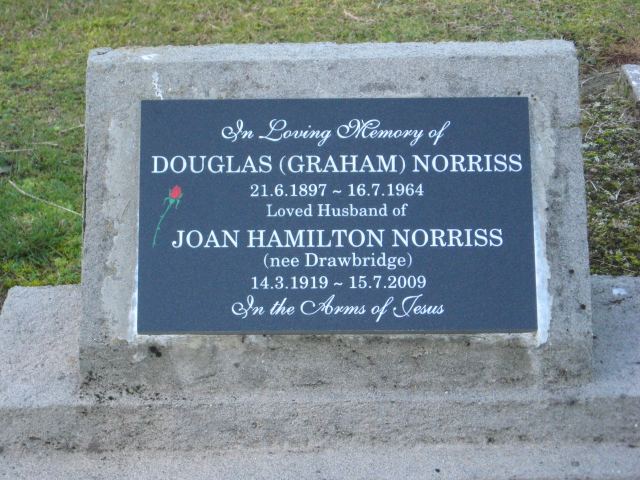 In Loving Memory of
DOUGLAS (GRAHAM) NORRISS
21.6.1897 ~ 16.7.1964
Loved Husband of
JOAN HAMILTON NORRISS
(nee Drawbridge)
14.3.1919 ~ 15.7.2009
In the Arms of Jesus